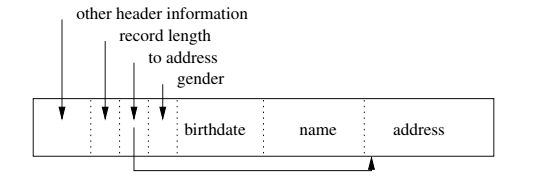 other header information
record length
to address
gender
birthdate name address